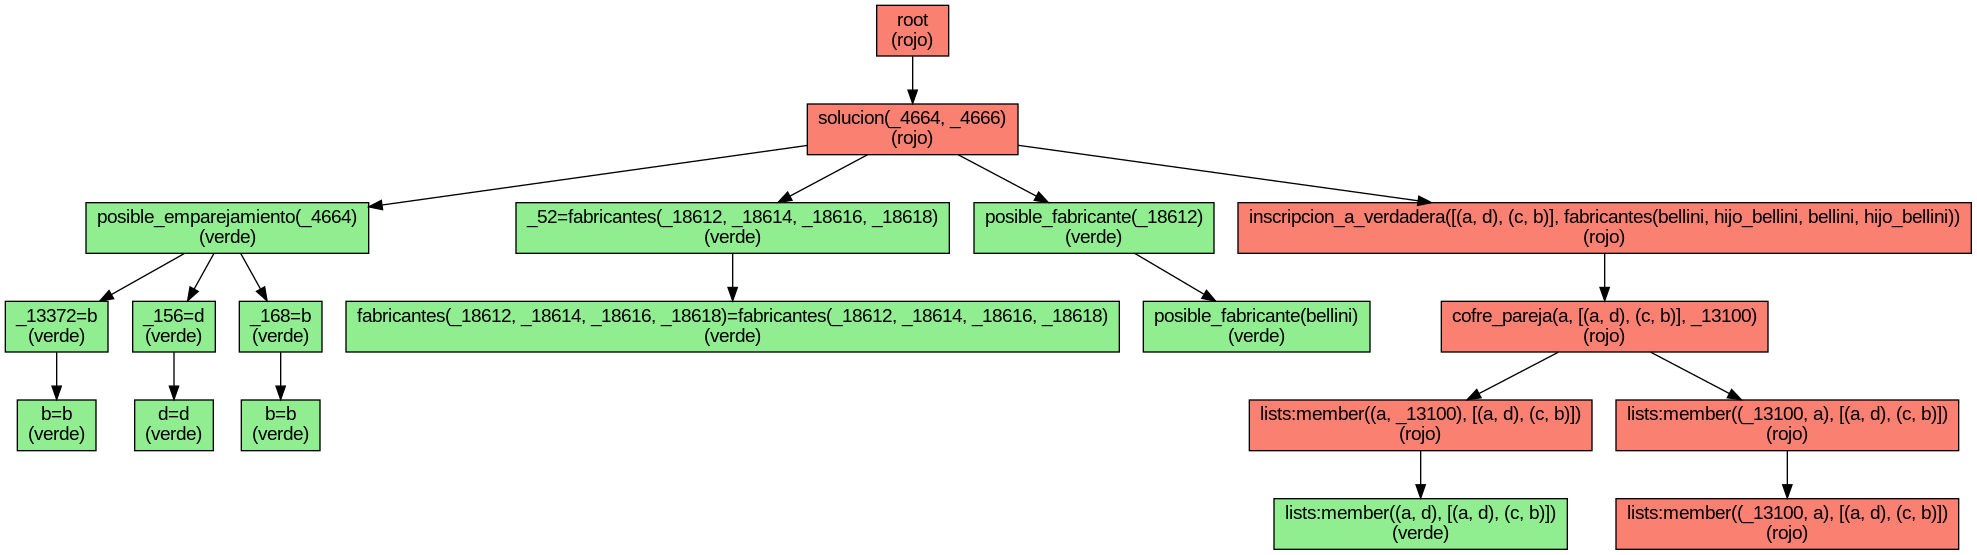 root
(rojo)
solucion(_4664, _4666)
(rojo)
posible_emparejamiento(_4664)
(verde)
_52=fabricantes(_18612, _18614, _18616, _18618)
(verde)
posible_fabricante(_18612)
(verde)
inscripcion_a_verdadera([(a, d), (c, b)], fabricantes(bellini, hijo_bellini, bellini, hijo_bellini))
(rojo)
_13372=b
(verde)
_156=d
(verde)
_168=b
(verde)
fabricantes(_18612, _18614, _18616, _18618)=fabricantes(_18612, _18614, _18616, _18618)
(verde)
posible_fabricante(bellini)
(verde)
cofre_pareja(a, [(a, d), (c, b)], _13100)
(rojo)
b=b
(verde)
d=d
(verde)
b=b
(verde)
lists:member((a, _13100), [(a, d), (c, b)])
(rojo)
lists:member((_13100, a), [(a, d), (c, b)])
(rojo)
lists:member((a, d), [(a, d), (c, b)])
(verde)
lists:member((_13100, a), [(a, d), (c, b)])
(rojo)